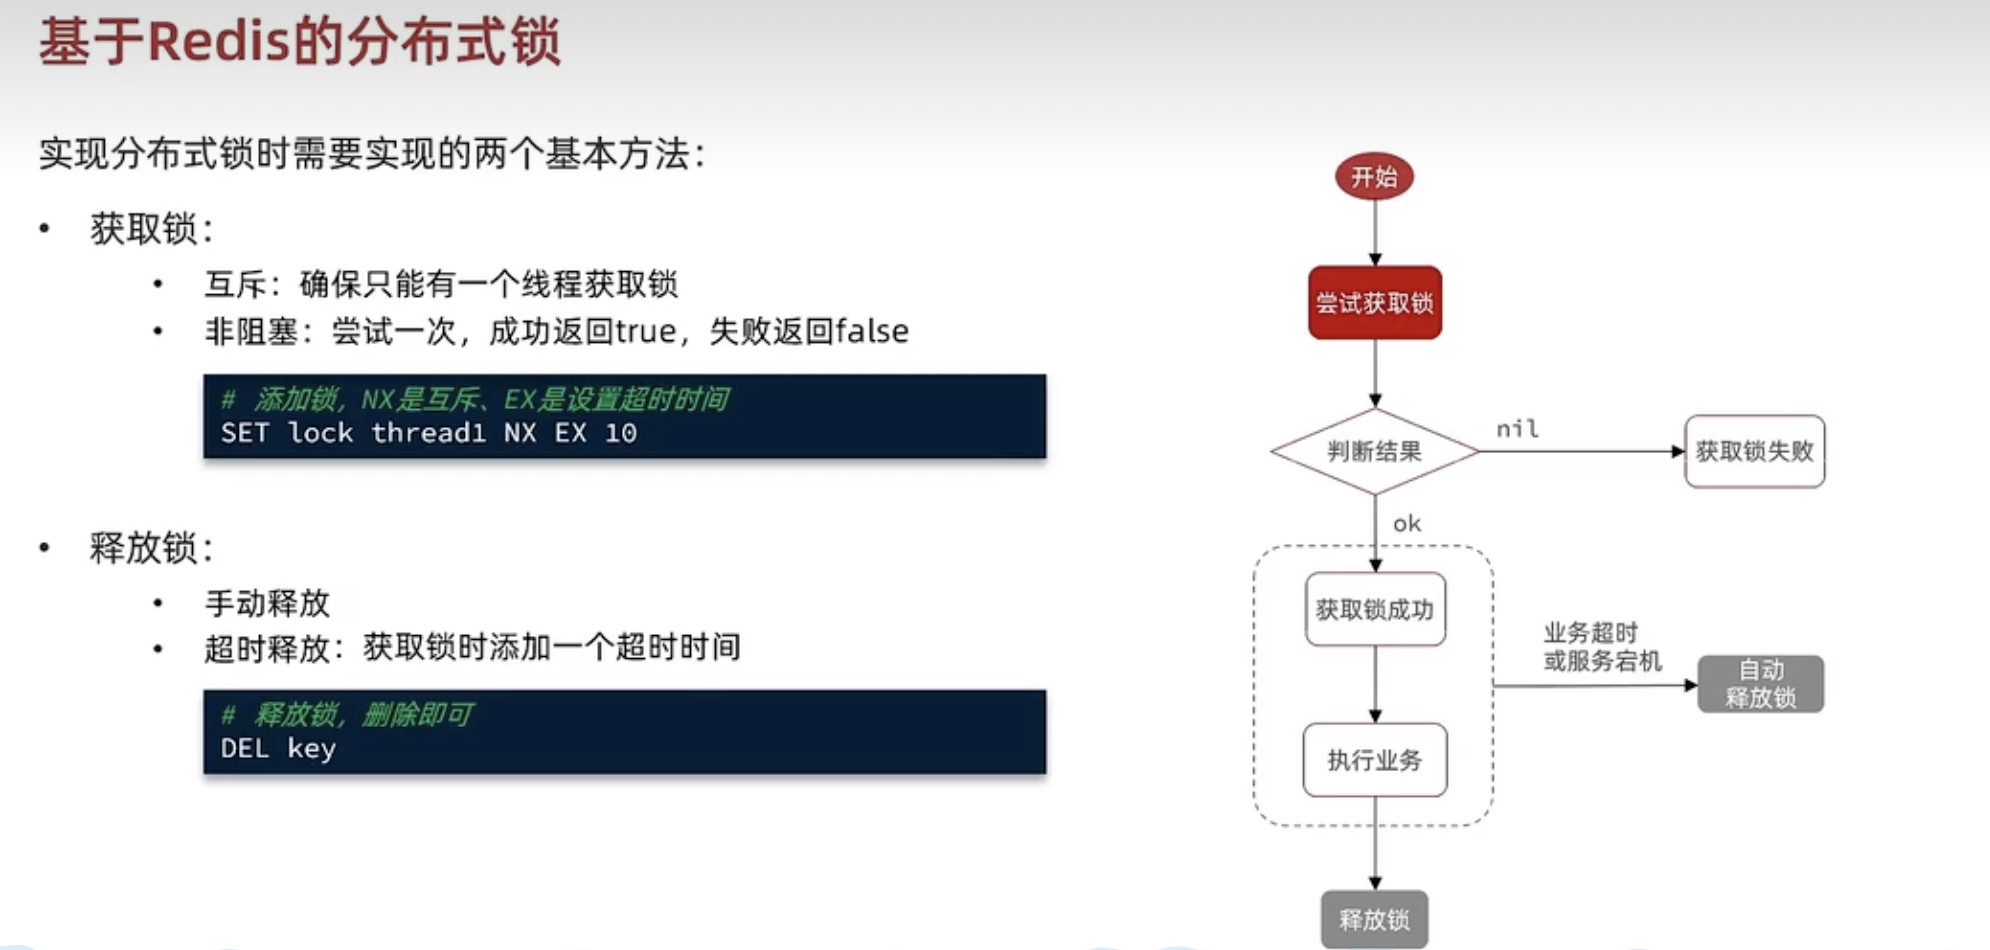 基于Redis的分布式锁
实现分布式锁时需要实现的两个基本方法：
• 获取锁：
• 互斥：确保只能有一个线程获取锁
• 非阻塞：尝试一次，成功返回true，失败返回false
# 添加锁，NX是互斥、EX是设置超时时间
SET lock thread1 NX EX 10
• 释放锁：
• 手动释放
• 超时释放：获取锁时添加一个超时时间
# 释放锁，删除即可
DEL key
开始
尝试获取锁
判断结果
nil
获取锁失败
ok
获取锁成功
业务超时
或服务宕机
自动
释放锁
执行业务
释放锁